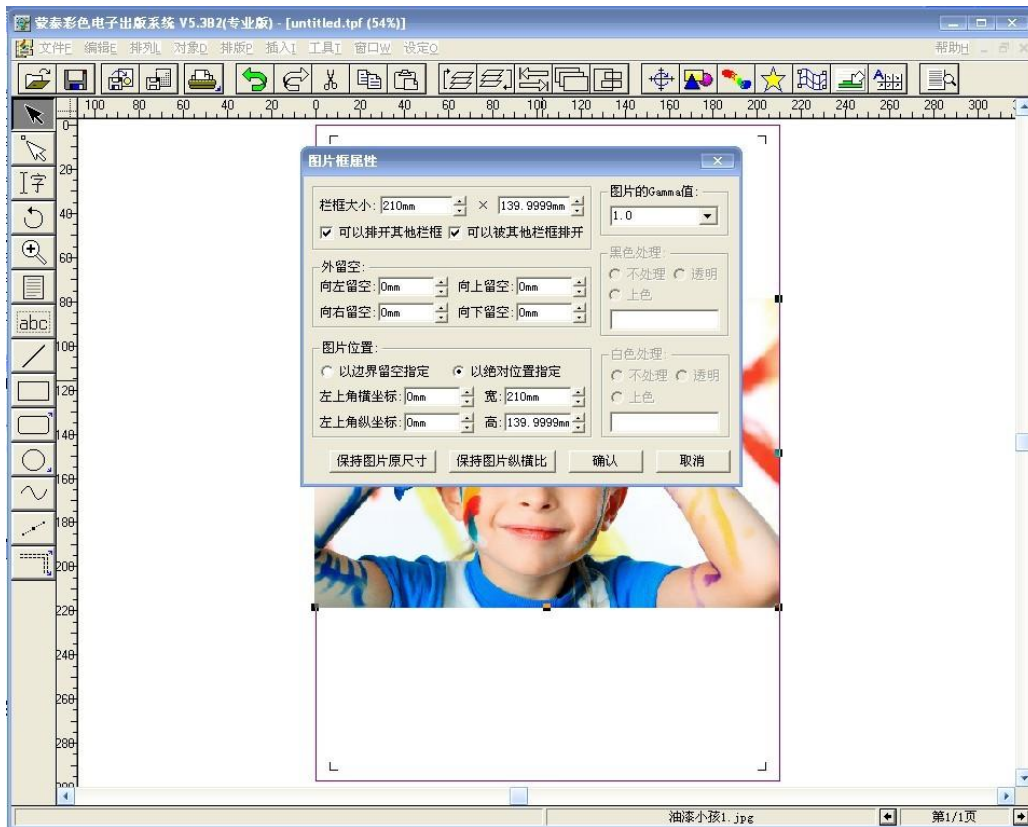 蒙泰彩色电子出版系统 V5.3B2(专业版) - [untitled.tpf (54%)]
文件F 编辑E 排列L 对象D 排版P 插入I 工具T 窗口W 设定O 帮助H
100 80 60 40 20 0 20 40 60 80 100 120 140 160 180 200 220 240 260 280 300
0
20
40
60
80
100
120
140
160
180
200
220
240
260
280
字
abc
图片框属性
栏框大小: 210mm × 139.9999mm
可以排开其他栏框 可以被其他栏框排开
外留空:
向左留空: 0mm 向上留空: 0mm
向右留空: 0mm 向下留空: 0mm
图片位置:
以边界留空指定 以绝对位置指定
左上角横坐标: 0mm 宽: 210mm
左上角纵坐标: 0mm 高: 139.9999mm
图片的Gamma值:
1.0
黑色处理:
不处理 透明
上色
白色处理:
不处理 透明
上色
保持图片原尺寸 保持图片纵横比 确认 取消
油漆小孩1.jpg 第1/1页